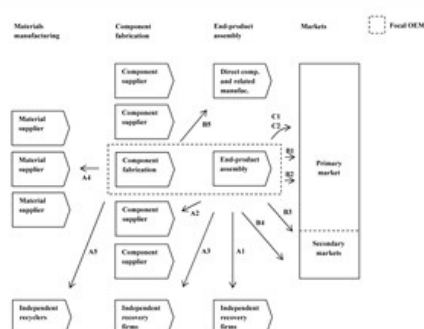 Materials manufacturing
Component fabrication
End-product assembly
Markets
Focal OEM
Component supplier
Direct comp. and related manufac.
Material supplier
Component supplier
B5
C1
C2
Material supplier
Component fabrication
End-product assembly
B1
B2
Primary market
A4
Material supplier
Component supplier
A2
B4
B3
Component supplier
A5
A3
A1
Secondary markets
Independent recyclers
Independent recovery firms
Independent recovery firms